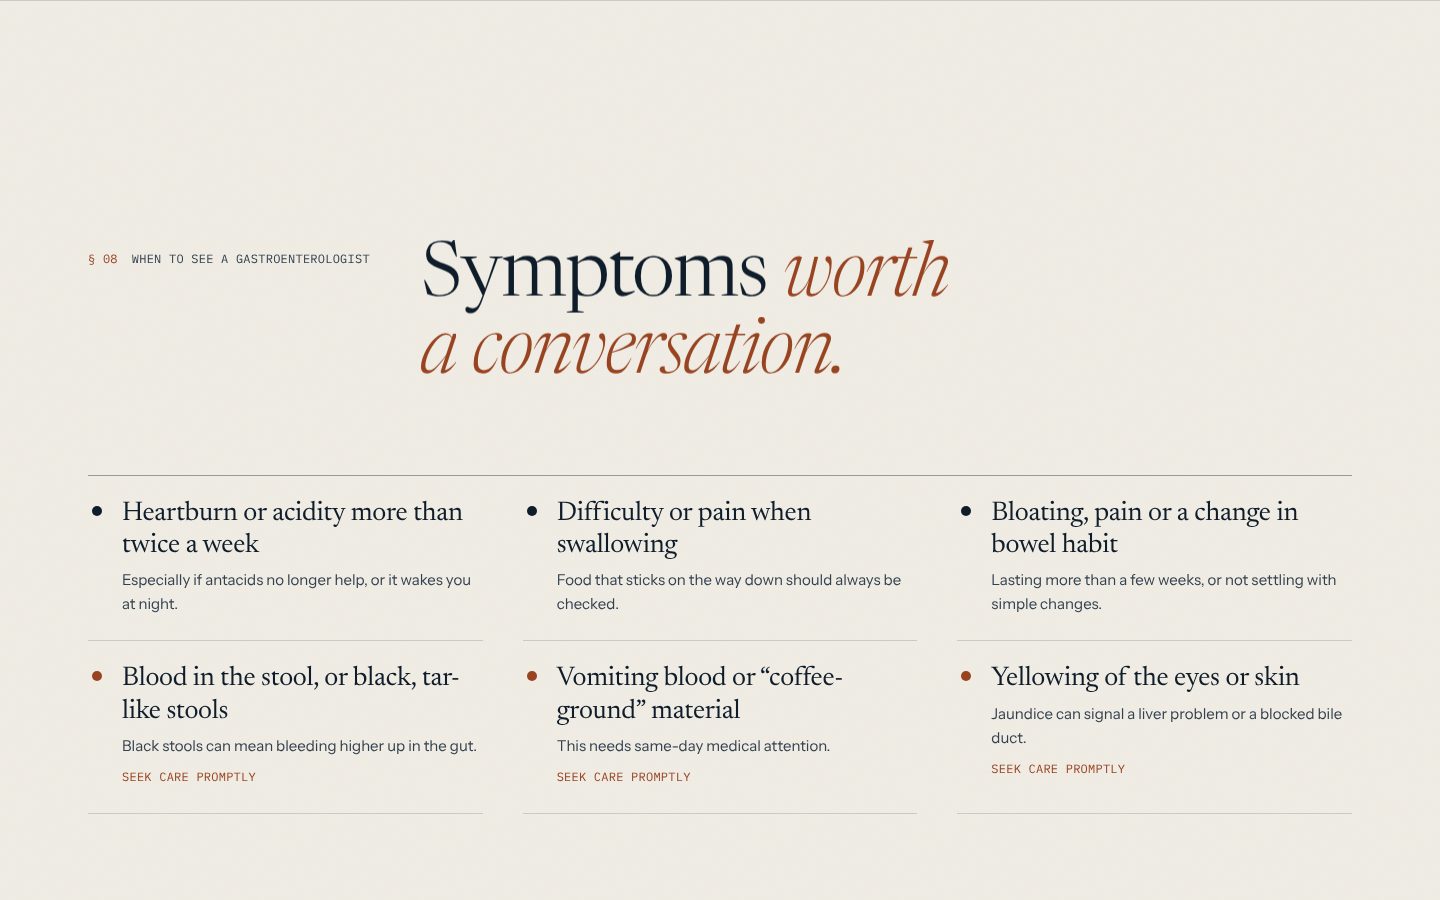 § 08 WHEN TO SEE A GASTROENTEROLOGIST
Symptoms worth
a conversation.
Heartburn or acidity more than
twice a week
Especially if antacids no longer help, or it wakes you
at night.
Difficulty or pain when
swallowing
Food that sticks on the way down should always be
checked.
Bloating, pain or a change in
bowel habit
Lasting more than a few weeks, or not settling with
simple changes.
Blood in the stool, or black, tar-
like stools
Black stools can mean bleeding higher up in the gut.
SEEK CARE PROMPTLY
Vomiting blood or “coffee-
ground” material
This needs same-day medical attention.
SEEK CARE PROMPTLY
Yellowing of the eyes or skin
Jaundice can signal a liver problem or a blocked bile
duct.
SEEK CARE PROMPTLY